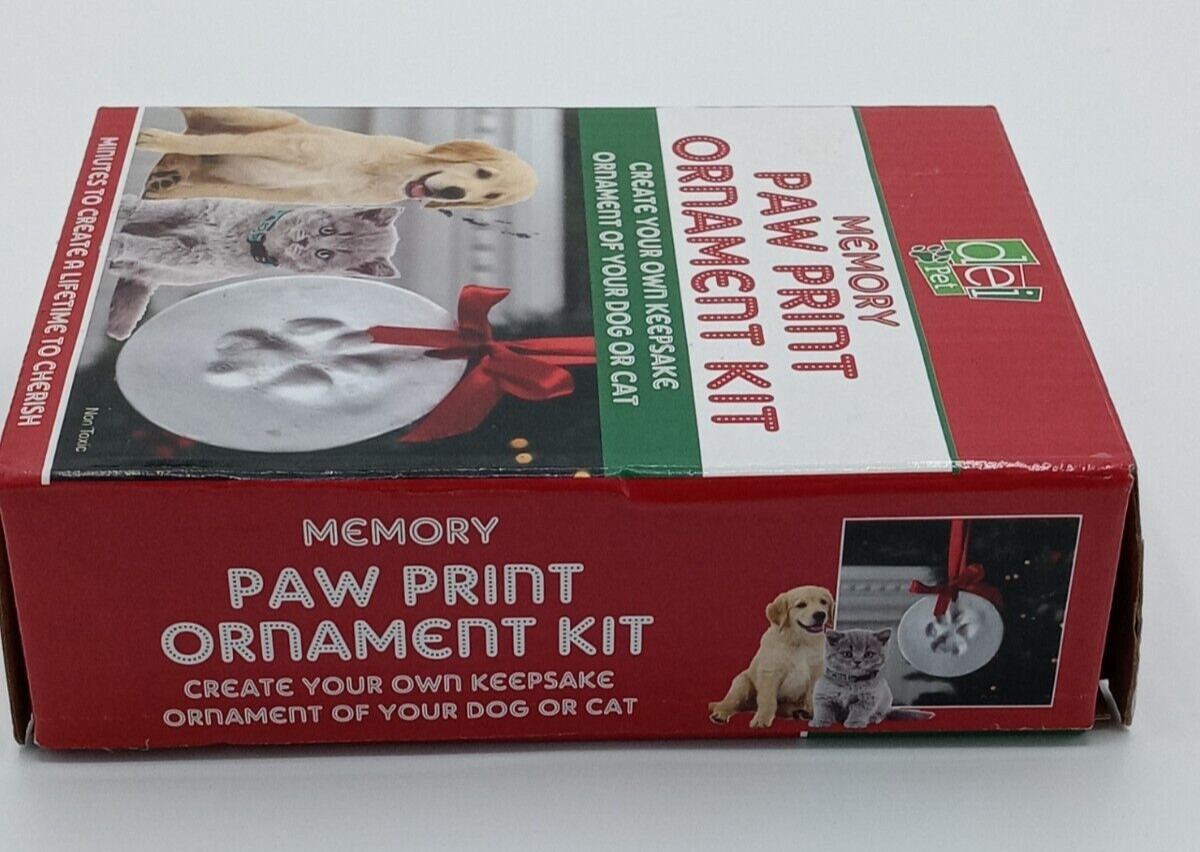 del
Pet
MEMORY
PAW PRINT
ORNAMENT KIT
CREATE YOUR OWN KEEPSAKE
ORNAMENT OF YOUR DOG OR CAT
Non Toxic
MINUTES TO CREATE A LIFETIME TO CHERISH
MEMORY
PAW PRINT
ORNAMENT KIT
CREATE YOUR OWN KEEPSAKE
ORNAMENT OF YOUR DOG OR CAT